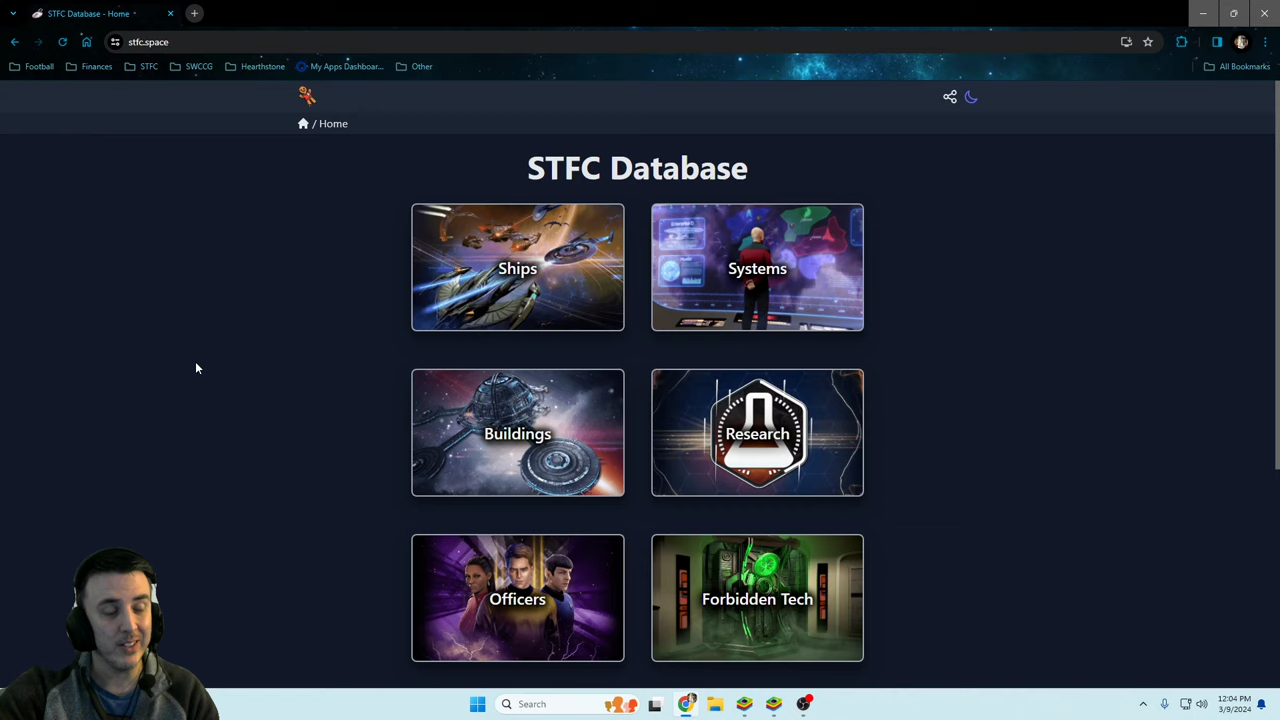 STFC Database - Home
stfc.space
Football Finances STFC SWCCG Hearthstone My Apps Dashboar... Other All Bookmarks
/ Home
STFC Database
Ships Systems
Buildings Research
Officers Forbidden Tech
Search
12:04 PM
3/9/2024